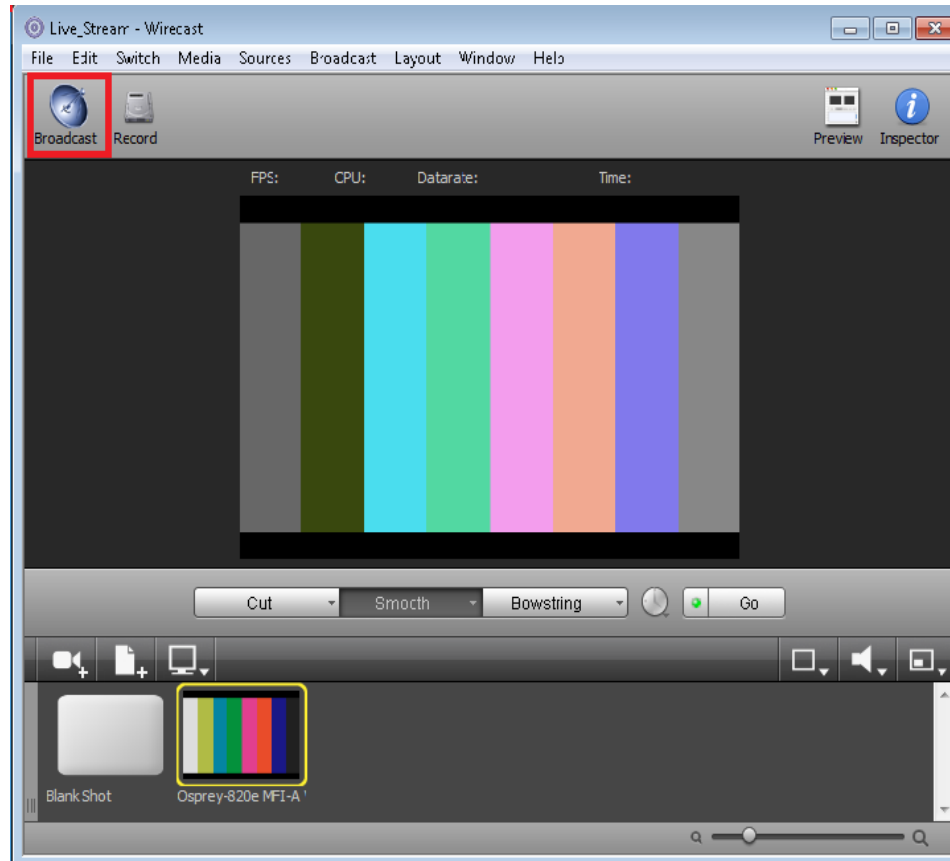 Live_Stream - Wirecast
File Edit Switch Media Sources Broadcast Layout Window Help
Broadcast Record Preview Inspector
FPS: CPU: Datarate: Time:
Cut Smooth Bowstring Go
Blank Shot Osprey-820e MFI-A